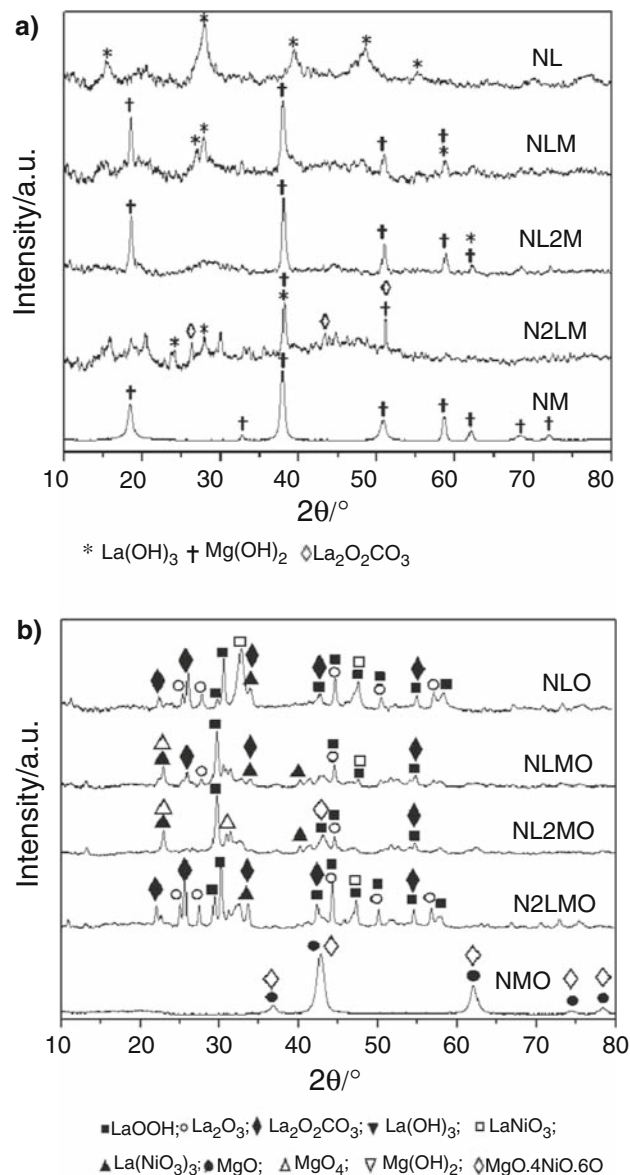 a)
NL
NLM
NL2M
N2LM
NM
Intensity/a.u.
10 20 30 40 50 60 70 80
2θ/°
* La(OH)₃ † Mg(OH)₂ ◊La₂O₂CO₃
b)
NLO
NLMO
NL2MO
N2LMO
NMO
Intensity/a.u.
10 20 30 40 50 60 70 80
2θ/°
■LaOOH; ○La₂O₃; ♦La₂O₂CO₃; ▼La(OH)₃; □LaNiO₃;
▲La(NiO₃)₃; ●MgO; △MgO₄; ▽Mg(OH)₂; ◇MgO.4NiO.6O